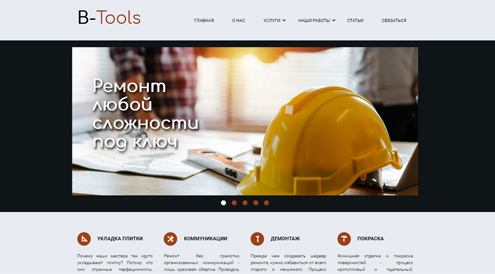 B-Tools
ГЛАВНАЯ О НАС УСЛУГИ НАШИ РАБОТЫ СТАТЬИ СВЯЗАТЬСЯ
Ремонт
любой
сложности
под ключ
УКЛАДКА ПЛИТКИ КОММУНИКАЦИИ ДЕМОНТАЖ ПОКРАСКА
Почему наши мастера так круто Ремонт без грамотно Прежде чем создавать шедевр Финишная отделка и покраска
укладывают плитку? Потому что организованных коммуникаций - ремонту нужно избавиться от всего поверхностей - процесс
они странные перфекционисты, лишь красивая обертка. Проводка, старого и ненужного. Процесс кропотливый и тщательный,